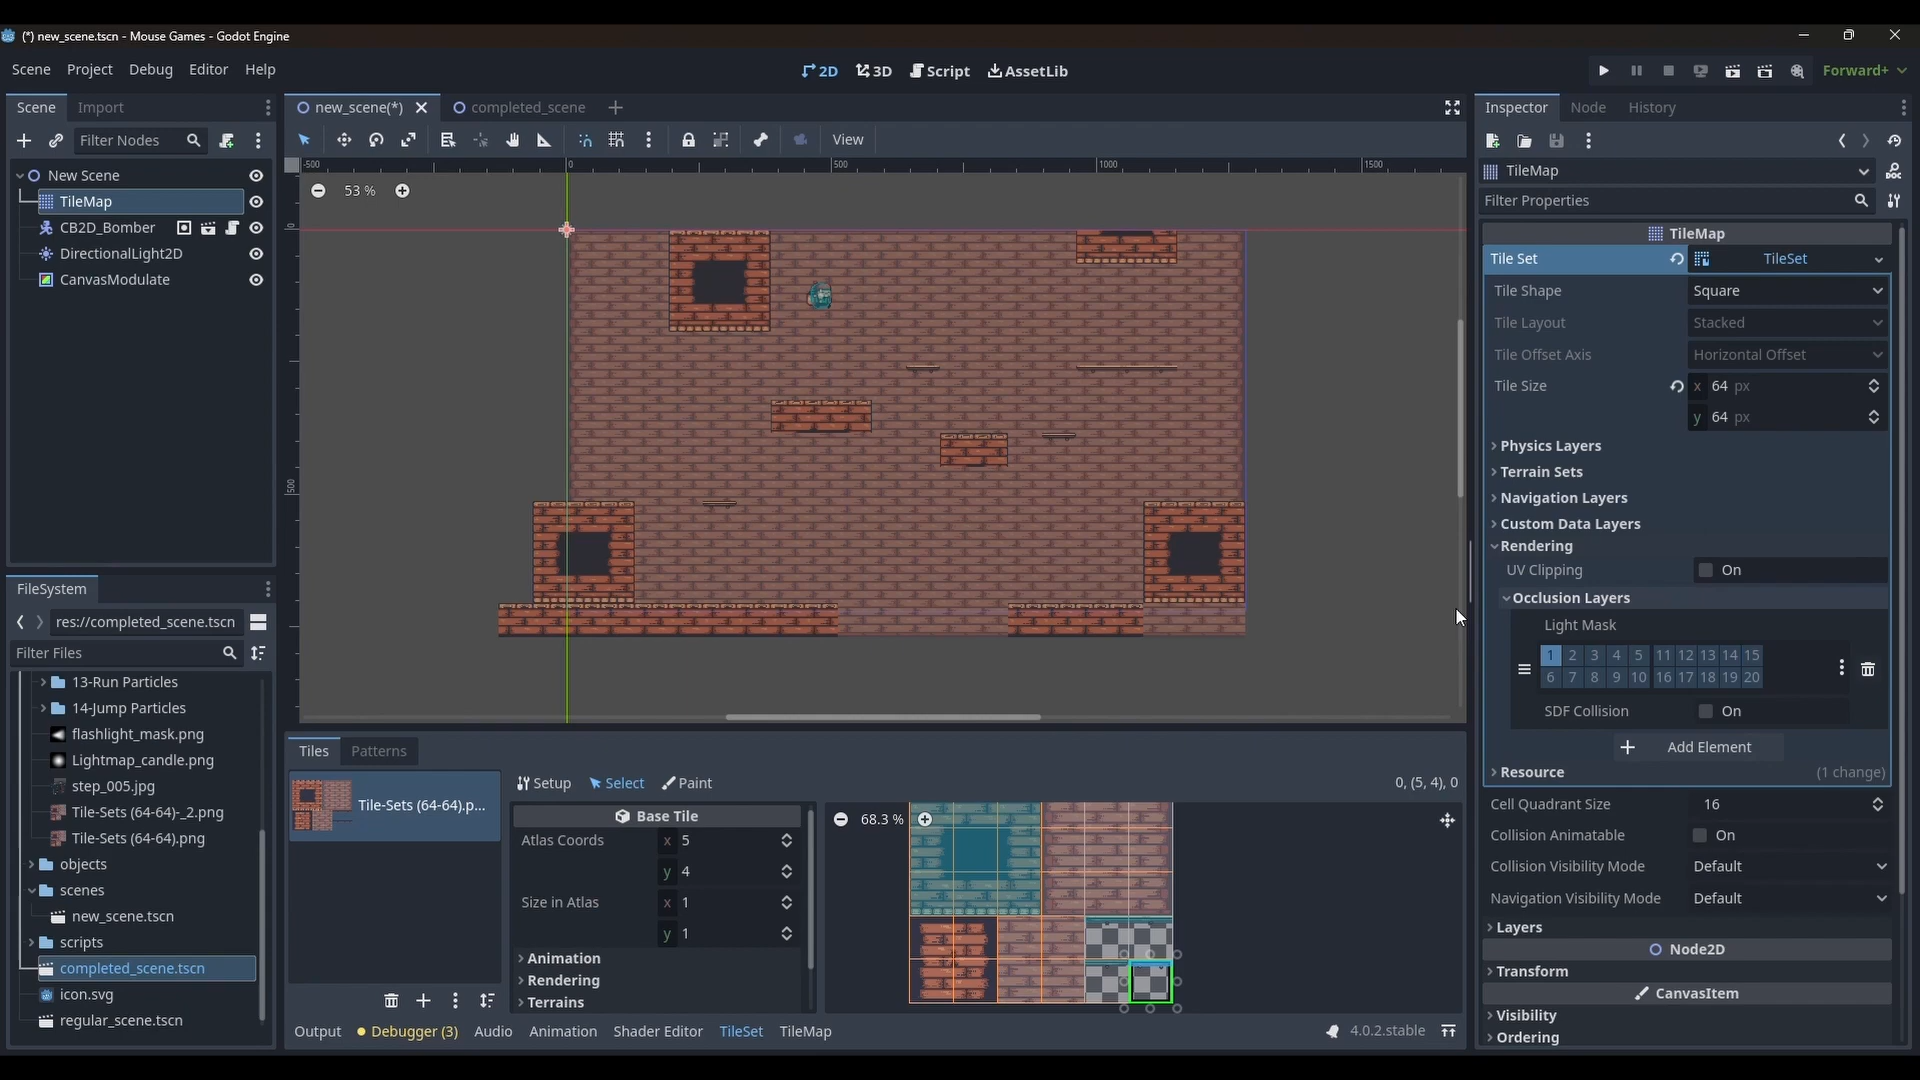 (*) new_scene.tscn - Mouse Games - Godot Engine
Scene Project Debug Editor Help
2D 3D Script AssetLib
Forward+
Scene Import
Filter Nodes
New Scene
TileMap
CB2D_Bomber
DirectionalLight2D
CanvasModulate
FileSystem
res://completed_scene.tscn
Filter Files
13-Run Particles
14-Jump Particles
flashlight_mask.png
Lightmap_candle.png
step_005.jpg
Tile-Sets (64-64)-_2.png
Tile-Sets (64-64).png
objects
scenes
new_scene.tscn
scripts
completed_scene.tscn
icon.svg
regular_scene.tscn
new_scene(*) completed_scene
View
-500 0 500 1000 1500
53 %
0
500
Tiles Patterns
Tile-Sets (64-64).p...
Setup Select Paint
0, (5, 4), 0
Base Tile
Atlas Coords x 5
y 4
Size in Atlas x 1
y 1
Animation
Rendering
Terrains
68.3 %
Output Debugger (3) Audio Animation Shader Editor TileSet TileMap
4.0.2.stable
Inspector Node History
TileMap
DOC
Filter Properties
TileMap
Tile Set TileSet
Tile Shape Square
Tile Layout Stacked
Tile Offset Axis Horizontal Offset
Tile Size x 64 px
y 64 px
Physics Layers
Terrain Sets
Navigation Layers
Custom Data Layers
Rendering
UV Clipping On
Occlusion Layers
Light Mask
1 2 3 4 5 11 12 13 14 15
6 7 8 9 10 16 17 18 19 20
SDF Collision On
Add Element
Resource (1 change)
Cell Quadrant Size 16
Collision Animatable On
Collision Visibility Mode Default
Navigation Visibility Mode Default
Layers
Node2D
Transform
CanvasItem
Visibility
Ordering